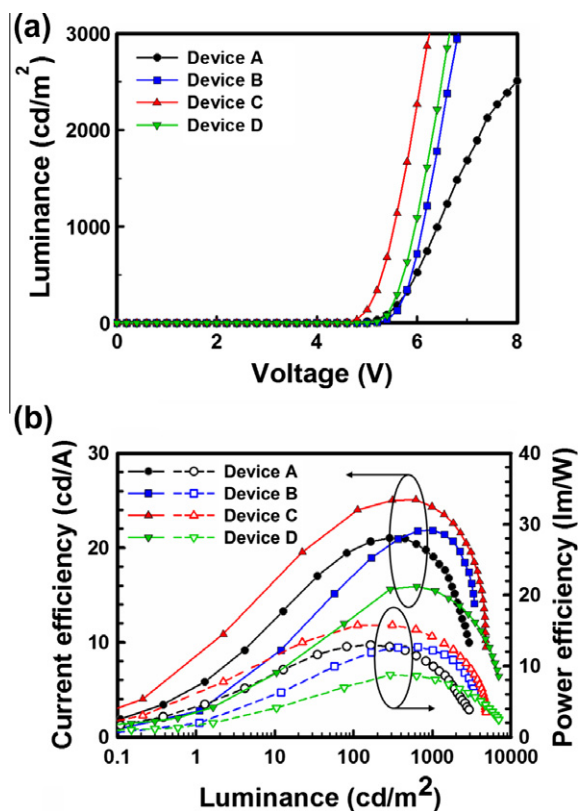 (a)
3000
2000
1000
0
Luminance (cd/m²)
Device A
Device B
Device C
Device D
0 2 4 6 8
Voltage (V)
(b)
30
20
10
0
Current efficiency (cd/A)
Device A
Device B
Device C
Device D
40
30
20
10
0
Power efficiency (lm/W)
0.1 1 10 100 1000 10000
Luminance (cd/m²)